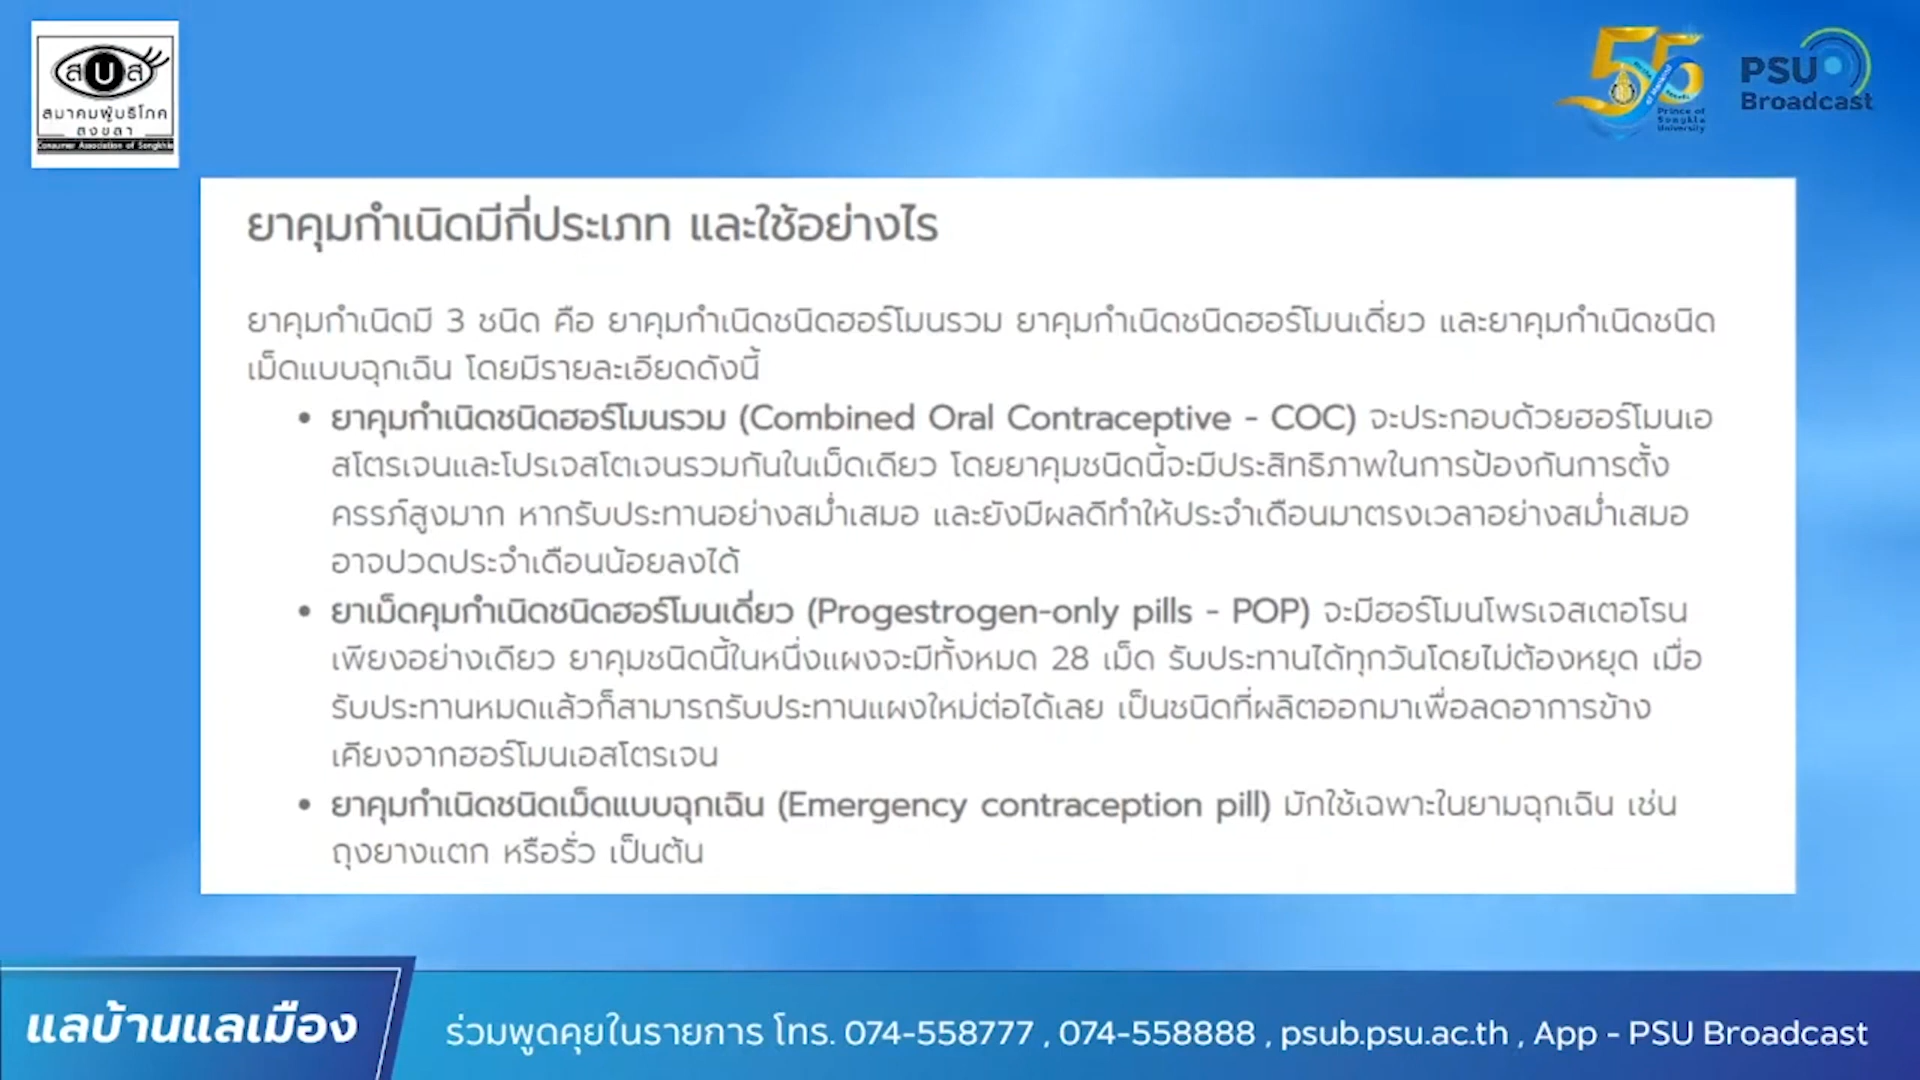 สบส
สมาคมผู้บริโภค
สงขลา
Consumer Association of Songkhla
55
Prince of
Songkla
University
PSU
Broadcast
ยาคุมกำเนิดมีกี่ประเภท และใช้อย่างไร
ยาคุมกำเนิดมี 3 ชนิด คือ ยาคุมกำเนิดชนิดฮอร์โมนรวม ยาคุมกำเนิดชนิดฮอร์โมนเดี่ยว และยาคุมกำเนิดชนิด
เม็ดแบบฉุกเฉิน โดยมีรายละเอียดดังนี้
• ยาคุมกำเนิดชนิดฮอร์โมนรวม (Combined Oral Contraceptive - COC) จะประกอบด้วยฮอร์โมนเอ
สโตรเจนและโปรเจสโตเจนรวมกันในเม็ดเดียว โดยยาคุมชนิดนี้จะมีประสิทธิภาพในการป้องกันการตั้ง
ครรภ์สูงมาก หากรับประทานอย่างสม่ำเสมอ และยังมีผลดีทำให้ประจำเดือนมาตรงเวลาอย่างสม่ำเสมอ
อาจปวดประจำเดือนน้อยลงได้
• ยาเม็ดคุมกำเนิดชนิดฮอร์โมนเดี่ยว (Progestrogen-only pills - POP) จะมีฮอร์โมนโพรเจสเตอโรน
เพียงอย่างเดียว ยาคุมชนิดนี้ในหนึ่งแผงจะมีทั้งหมด 28 เม็ด รับประทานได้ทุกวันโดยไม่ต้องหยุด เมื่อ
รับประทานหมดแล้วก็สามารถรับประทานแผงใหม่ต่อได้เลย เป็นชนิดที่ผลิตออกมาเพื่อลดอาการข้าง
เคียงจากฮอร์โมนเอสโตรเจน
• ยาคุมกำเนิดชนิดเม็ดแบบฉุกเฉิน (Emergency contraception pill) มักใช้เฉพาะในยามฉุกเฉิน เช่น
ถุงยางแตก หรือรั่ว เป็นต้น
แลบ้านแลเมือง
ร่วมพูดคุยในรายการ โทร. 074-558777 , 074-558888 , psub.psu.ac.th , App - PSU Broadcast